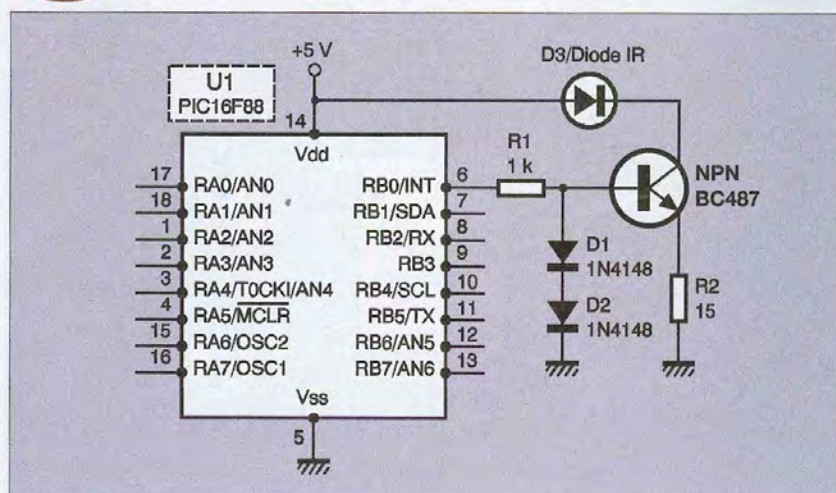 +5 V
D3/Diode IR
U1
PIC16F88
14
Vdd
R1
1 k
NPN
BC487
17 RA0/AN0 RB0/INT 6
18 RA1/AN1 RB1/SDA 7
1 RA2/AN2 RB2/RX 8
2 RA3/AN3 RB3 9
3 RA4/T0CKI/AN4 RB4/SCL 10
4 RA5/MCLR RB5/TX 11
15 RA6/OSC2 RB6/AN5 12
16 RA7/OSC1 RB7/AN6 13
D1
1N4148
D2
1N4148
R2
15
Vss
5